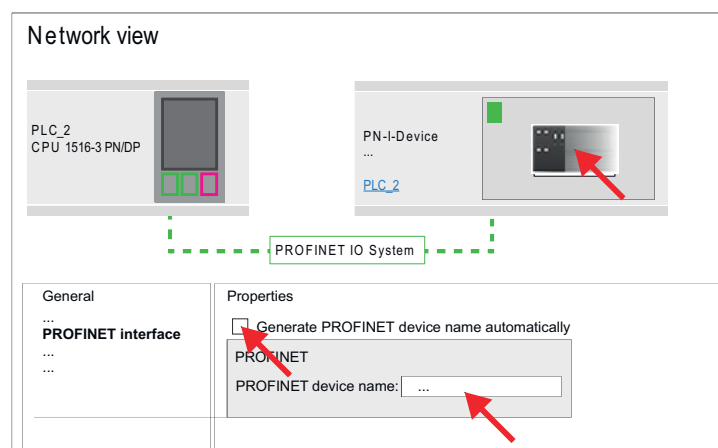 Network view
PLC_2
CPU 1516-3 PN/DP
PN-I-Device
...
PLC_2
PROFINET IO System
General
...
PROFINET interface
...
...
Properties
Generate PROFINET device name automatically
PROFINET
PROFINET device name:
...